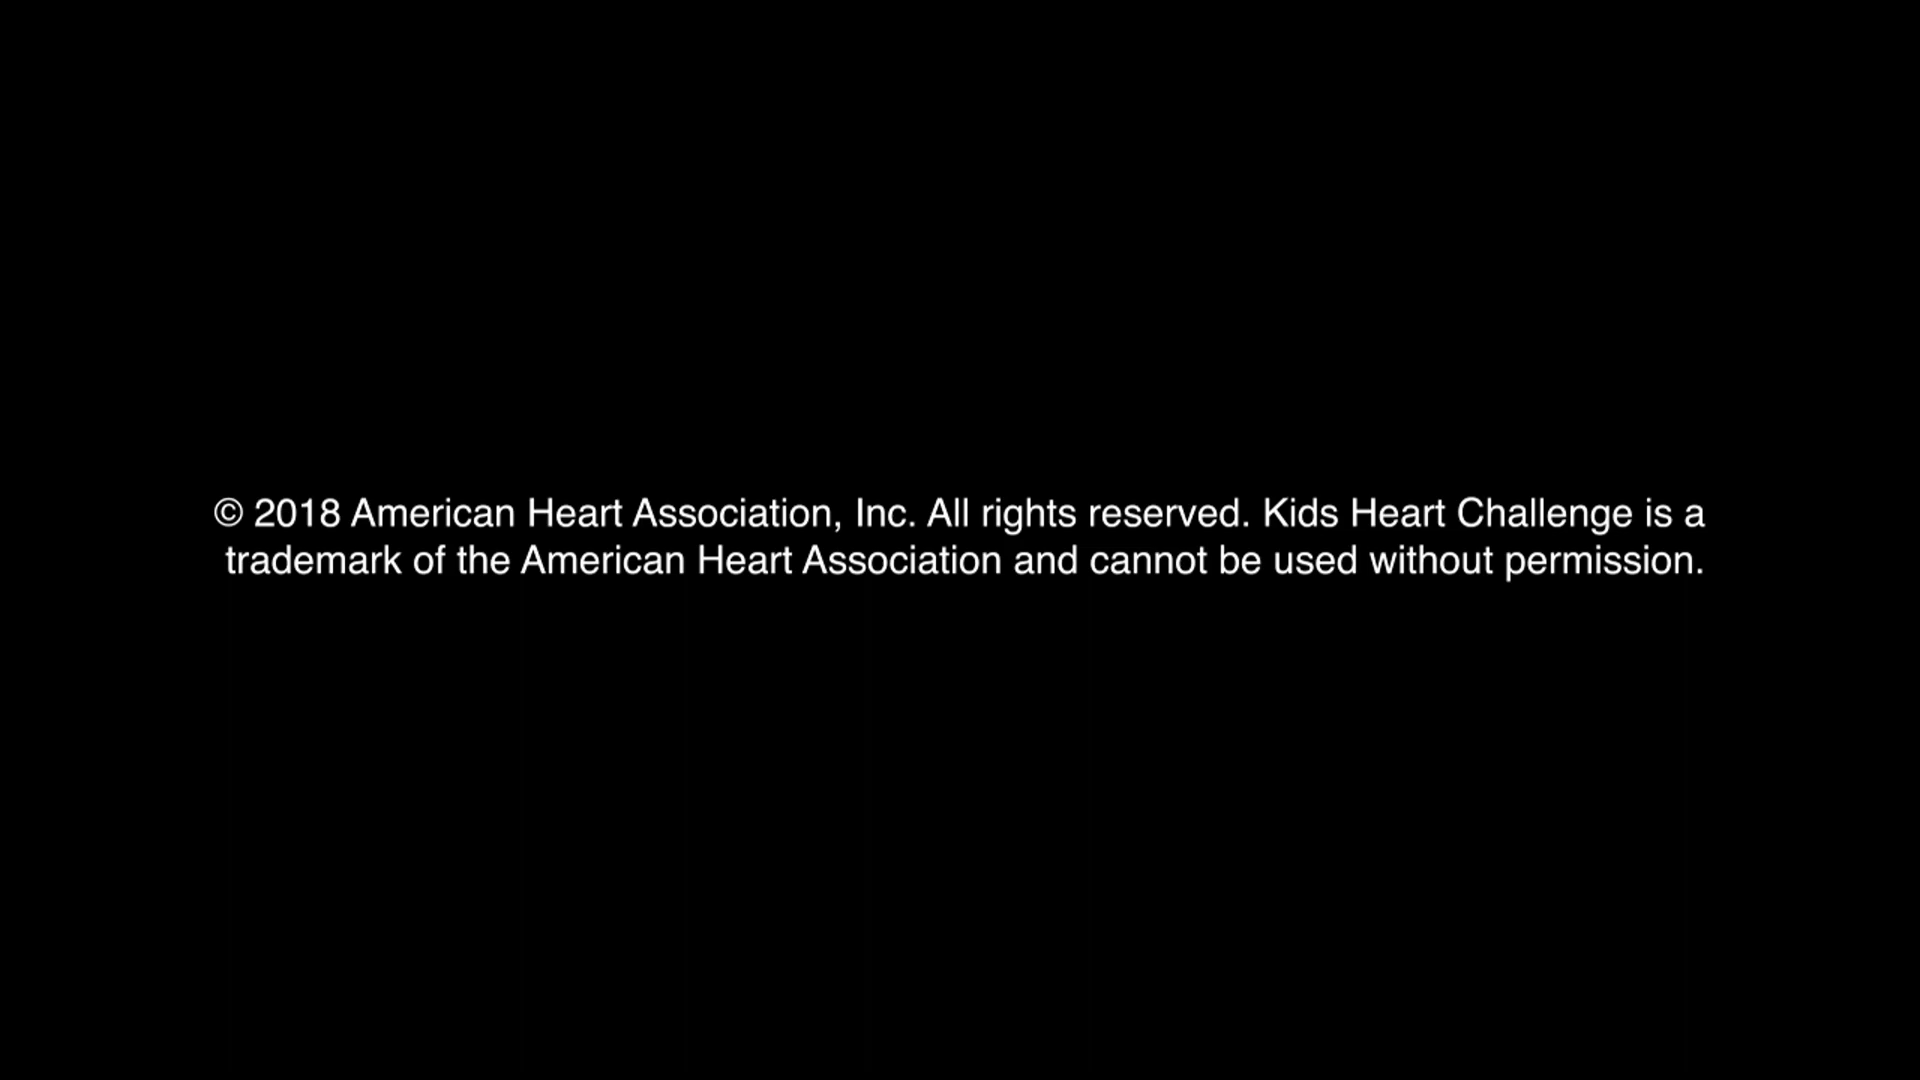 © 2018 American Heart Association, Inc. All rights reserved. Kids Heart Challenge is a
trademark of the American Heart Association and cannot be used without permission.